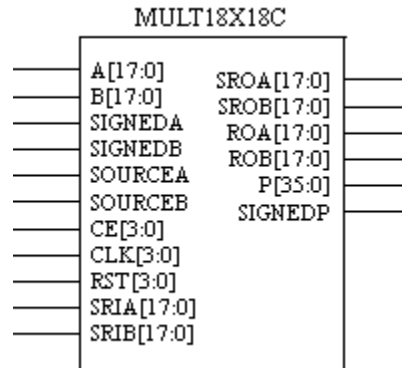 MULT18X18C
A[17:0]
B[17:0]
SIGNEDA
SIGNEDB
SOURCEA
SOURCEB
CE[3:0]
CLK[3:0]
RST[3:0]
SRIA[17:0]
SRIB[17:0]
SROA[17:0]
SROB[17:0]
ROA[17:0]
ROB[17:0]
P[35:0]
SIGNEDP